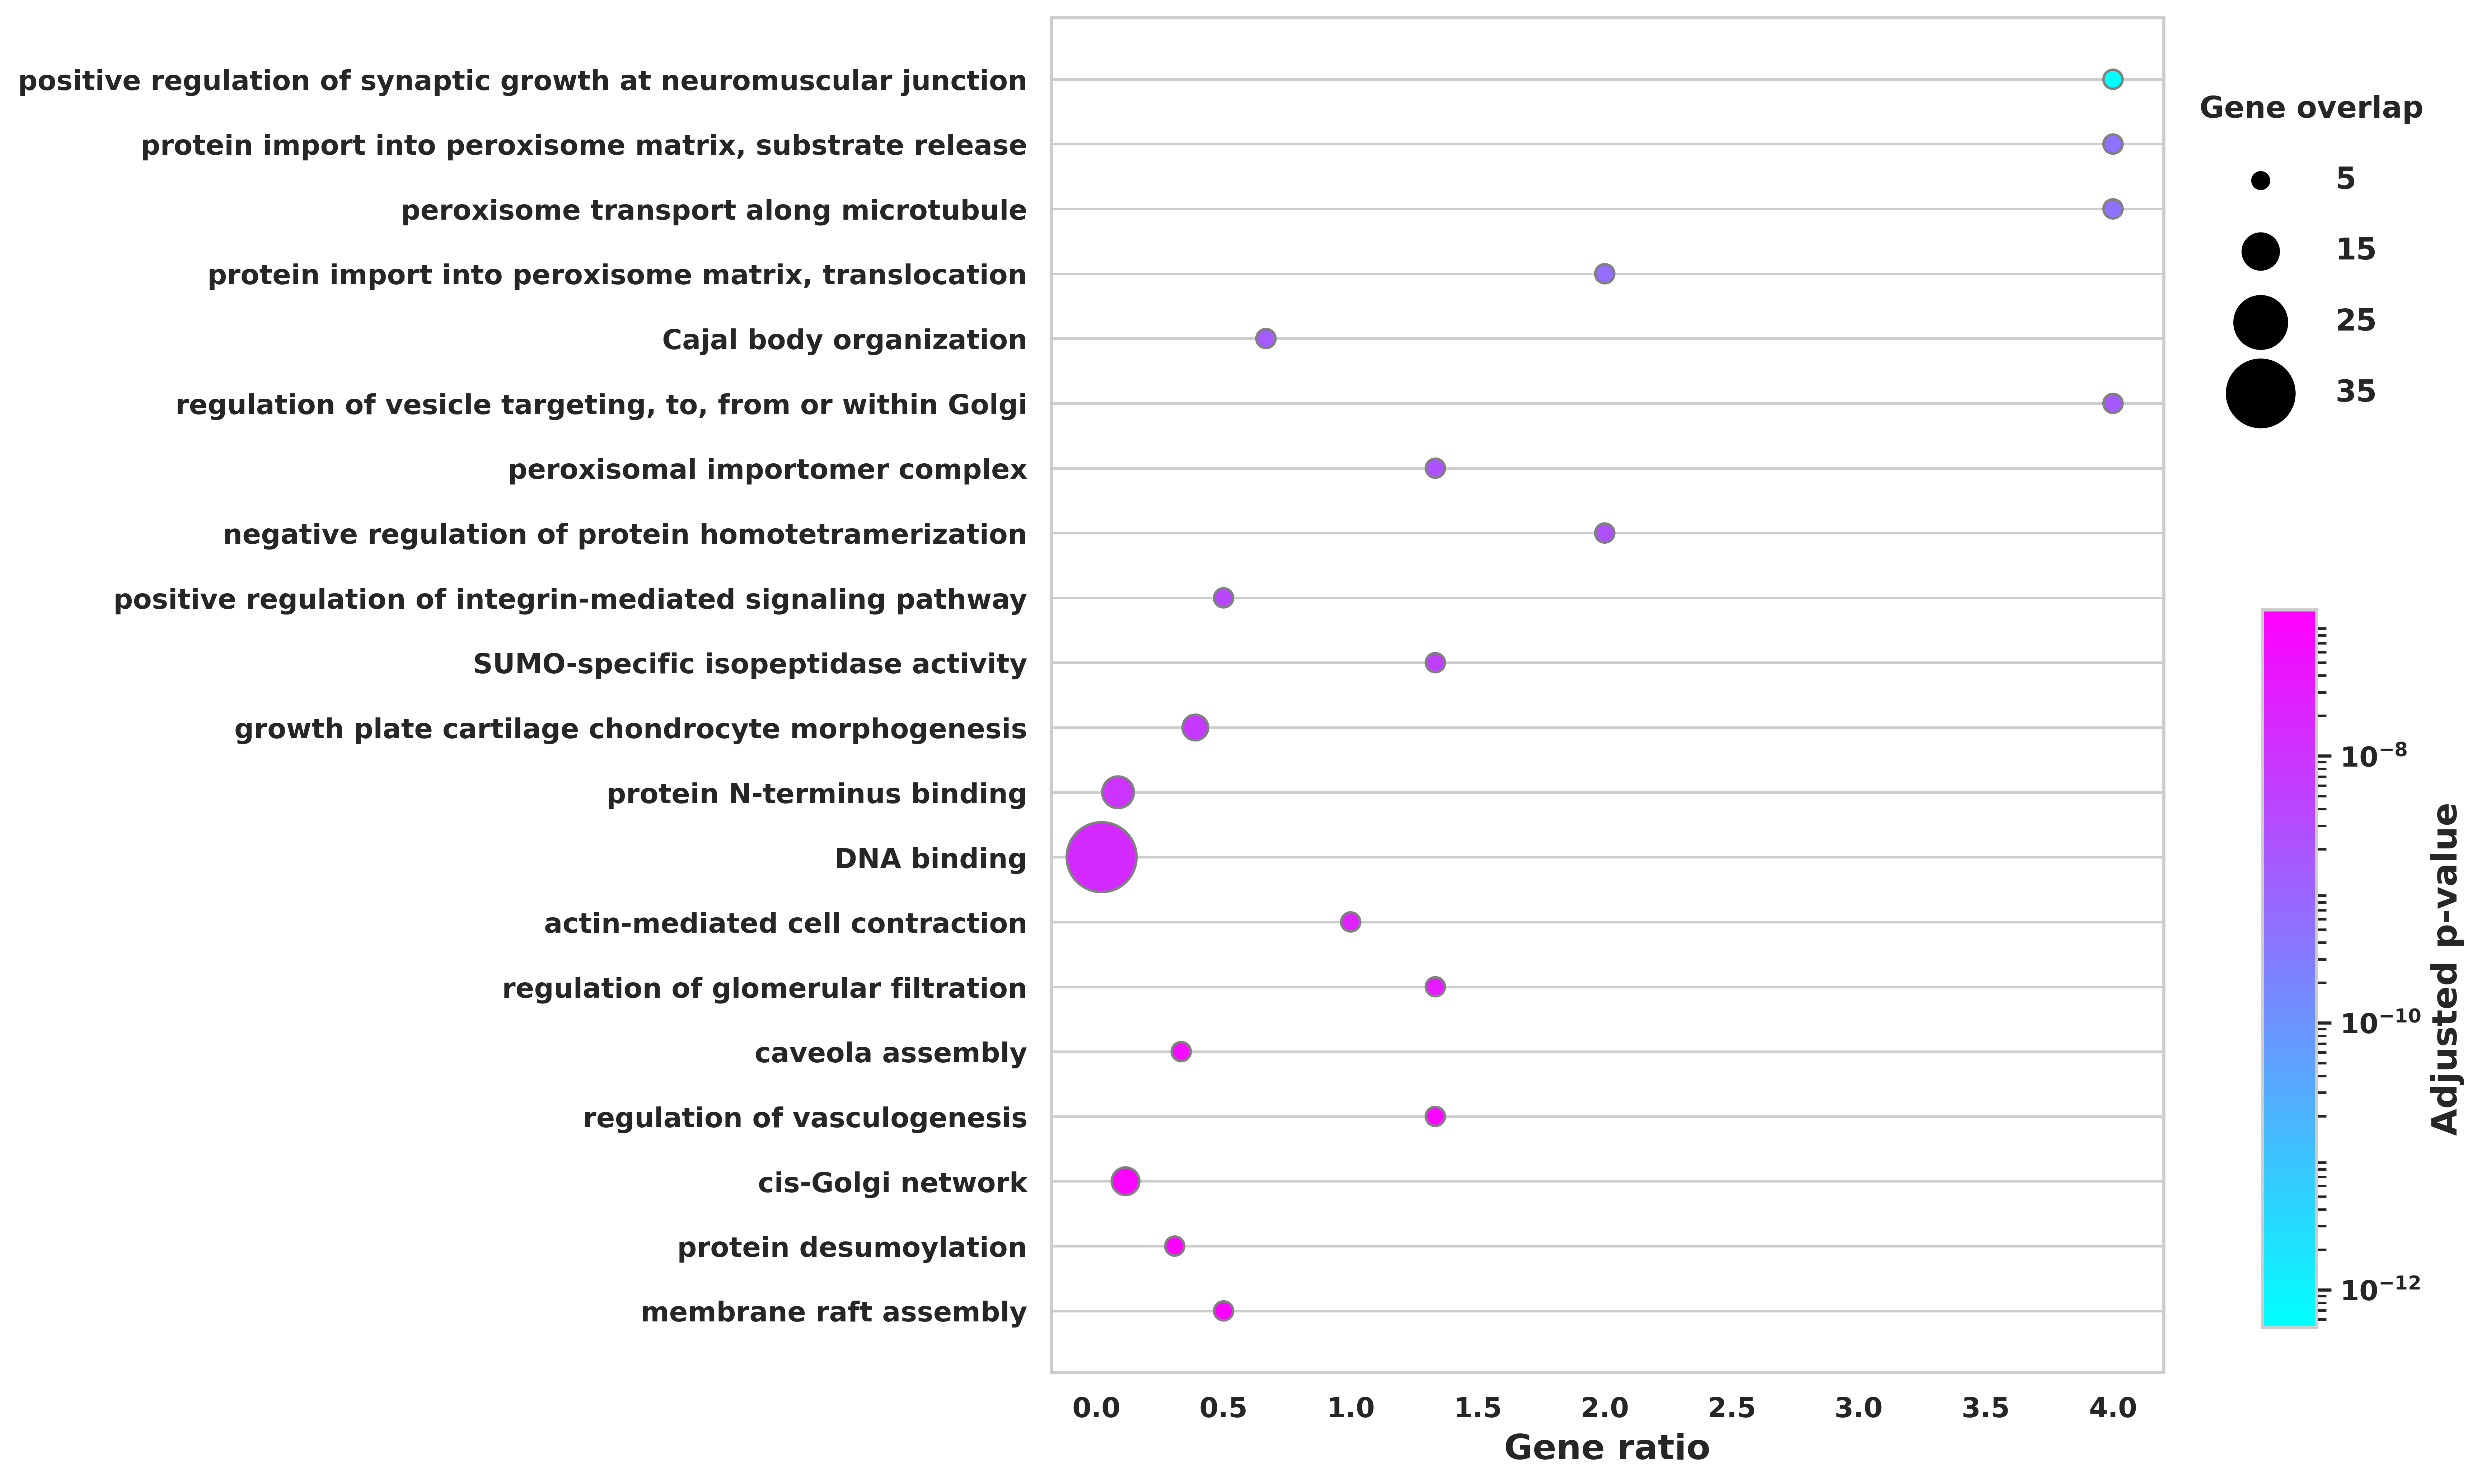 positive regulation of synaptic growth at neuromuscular junction
protein import into peroxisome matrix, substrate release
peroxisome transport along microtubule
protein import into peroxisome matrix, translocation
Cajal body organization
regulation of vesicle targeting, to, from or within Golgi
peroxisomal importomer complex
negative regulation of protein homotetramerization
positive regulation of integrin-mediated signaling pathway
SUMO-specific isopeptidase activity
growth plate cartilage chondrocyte morphogenesis
protein N-terminus binding
DNA binding
actin-mediated cell contraction
regulation of glomerular filtration
caveola assembly
regulation of vasculogenesis
cis-Golgi network
protein desumoylation
membrane raft assembly
0.0 0.5 1.0 1.5 2.0 2.5 3.0 3.5 4.0
Gene ratio
Gene overlap
5
15
25
35
10⁻⁸
10⁻¹⁰
10⁻¹²
Adjusted p-value